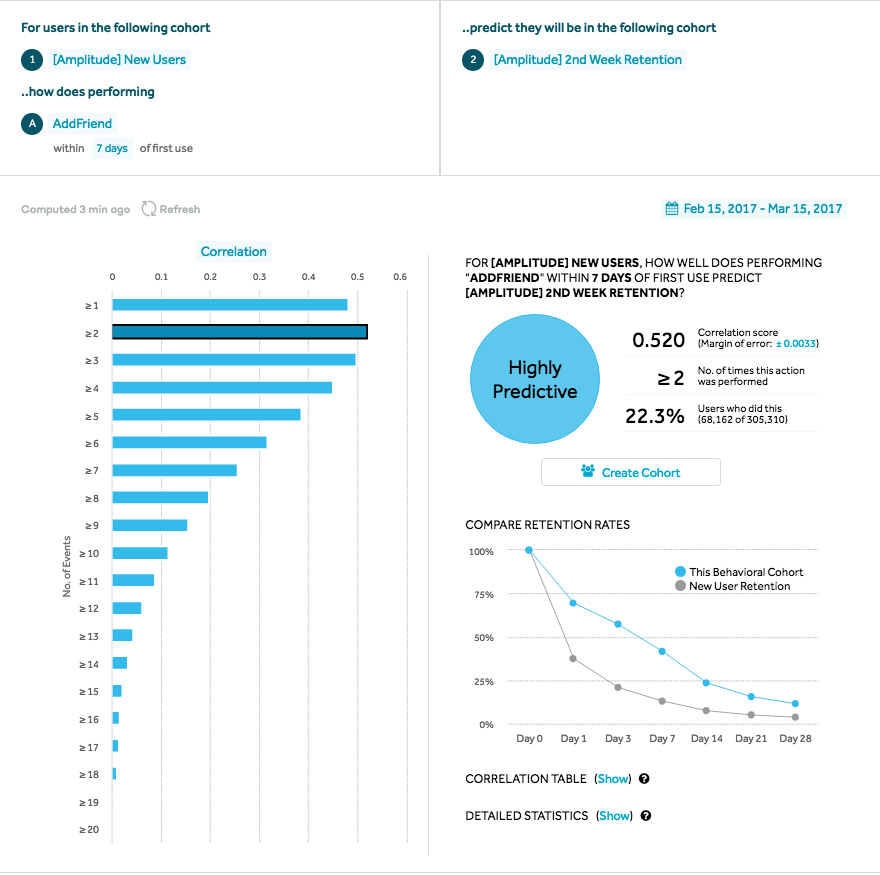 For users in the following cohort
1 [Amplitude] New Users
..how does performing
A AddFriend
within 7 days of first use
..predict they will be in the following cohort
2 [Amplitude] 2nd Week Retention
Computed 3 min ago Refresh
Feb 15, 2017 - Mar 15, 2017
Correlation
0 0.1 0.2 0.3 0.4 0.5 0.6
No. of Events
≥ 1
≥ 2
≥ 3
≥ 4
≥ 5
≥ 6
≥ 7
≥ 8
≥ 9
≥ 10
≥ 11
≥ 12
≥ 13
≥ 14
≥ 15
≥ 16
≥ 17
≥ 18
≥ 19
≥ 20
FOR [AMPLITUDE] NEW USERS, HOW WELL DOES PERFORMING
"ADDFRIEND" WITHIN 7 DAYS OF FIRST USE PREDICT
[AMPLITUDE] 2ND WEEK RETENTION?
Highly
Predictive
0.520 Correlation score
(Margin of error: ± 0.0033)
≥ 2 No. of times this action
was performed
22.3% Users who did this
(68,162 of 305,310)
Create Cohort
COMPARE RETENTION RATES
100%
75%
50%
25%
0%
This Behavioral Cohort
New User Retention
Day 0 Day 1 Day 3 Day 7 Day 14 Day 21 Day 28
CORRELATION TABLE (Show) ?
DETAILED STATISTICS (Show) ?